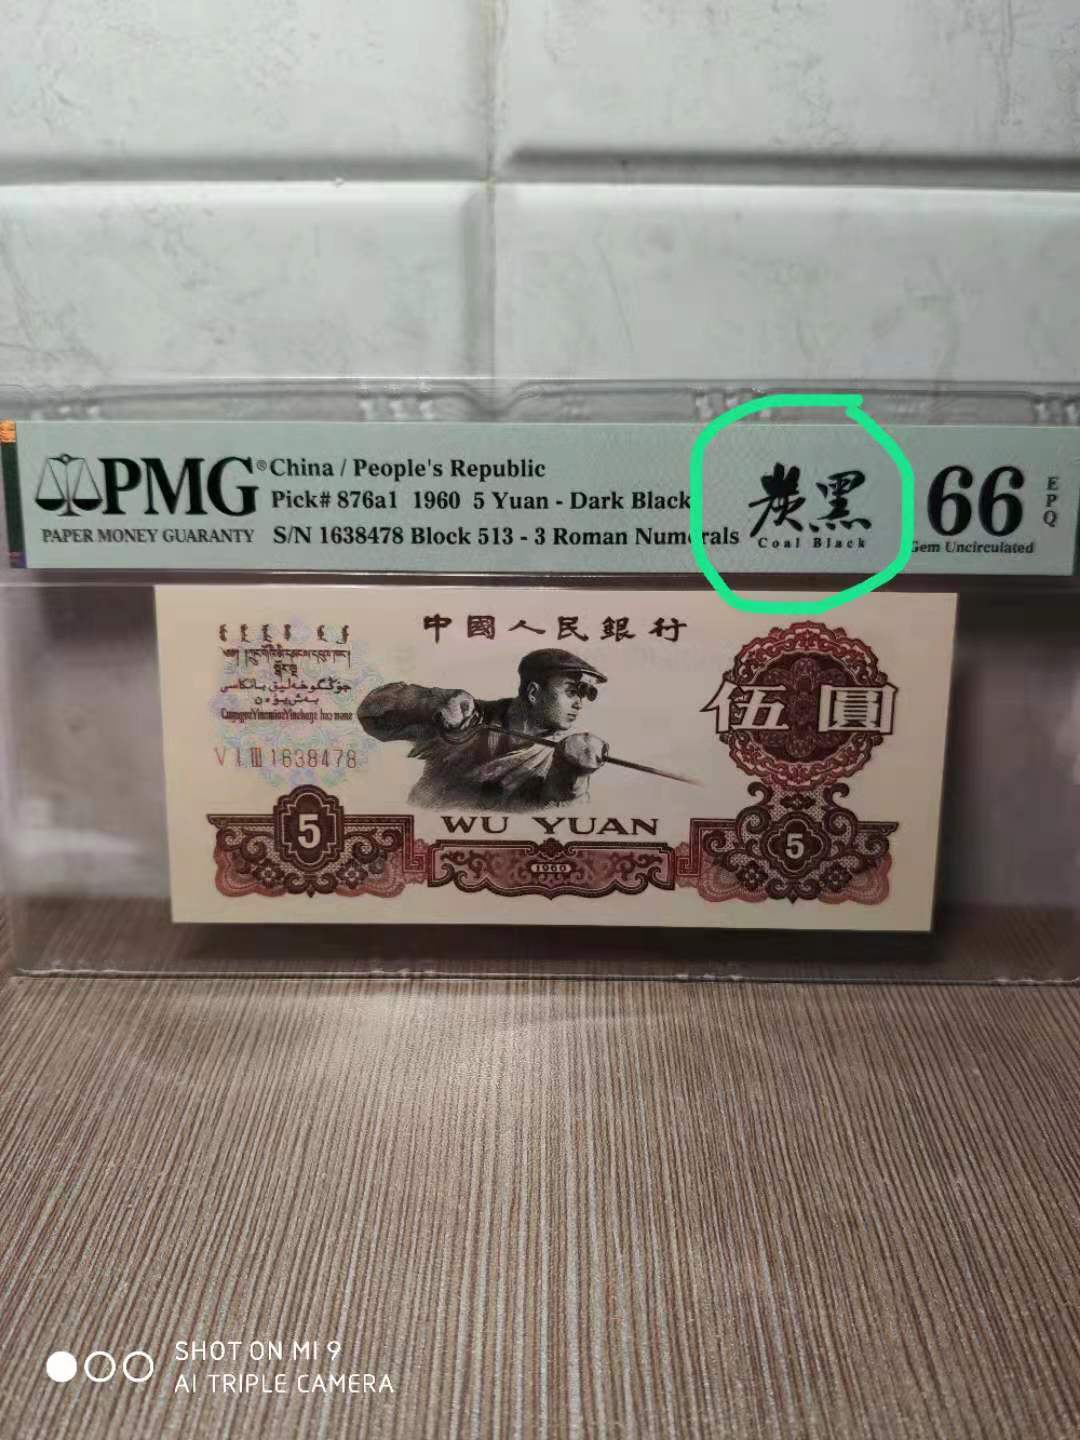 PMG®
PAPER MONEY GUARANTY
China / People's Republic
Pick# 876a1 1960 5 Yuan - Dark Black
S/N 1638478 Block 513 - 3 Roman Numerals
炭黑
Coal Black
66
EPQ
Gem Uncirculated
中國人民銀行
伍圓
V I III 1638478
5
WU YUAN
1960
5
SHOT ON MI 9
AI TRIPLE CAMERA